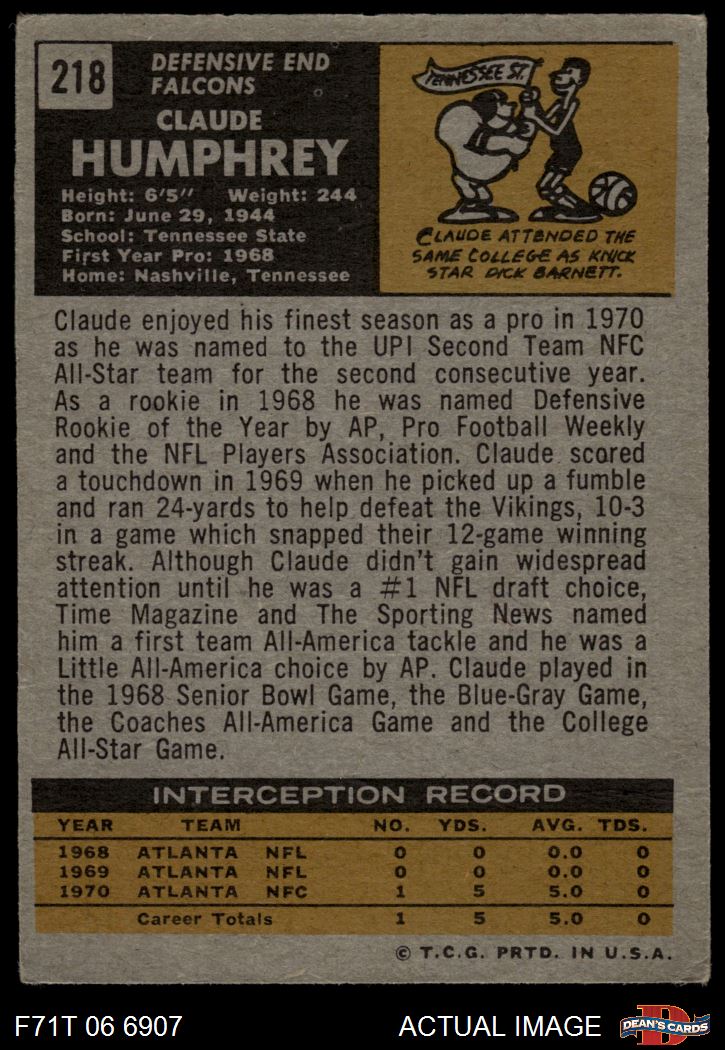 218
DEFENSIVE END
FALCONS
CLAUDE
HUMPHREY
Height: 6'5" Weight: 244
Born: June 29, 1944
School: Tennessee State
First Year Pro: 1968
Home: Nashville, Tennessee
TENNESSEE ST.
CLAUDE ATTENDED THE
SAME COLLEGE AS KNICK
STAR DICK BARNETT.
Claude enjoyed his finest season as a pro in 1970
as he was named to the UPI Second Team NFC
All-Star team for the second consecutive year.
As a rookie in 1968 he was named Defensive
Rookie of the Year by AP, Pro Football Weekly
and the NFL Players Association. Claude scored
a touchdown in 1969 when he picked up a fumble
and ran 24-yards to help defeat the Vikings, 10-3
in a game which snapped their 12-game winning
streak. Although Claude didn't gain widespread
attention until he was a #1 NFL draft choice,
Time Magazine and The Sporting News named
him a first team All-America tackle and he was a
Little All-America choice by AP. Claude played in
the 1968 Senior Bowl Game, the Blue-Gray Game,
the Coaches All-America Game and the College
All-Star Game.
INTERCEPTION RECORD
YEAR TEAM NO. YDS. AVG. TDS.
1968 ATLANTA NFL 0 0 0.0 0
1969 ATLANTA NFL 0 0 0.0 0
1970 ATLANTA NFC 1 5 5.0 0
Career Totals 1 5 5.0 0
© T.C.G. PRTD. IN U.S.A.
F71T 06 6907 ACTUAL IMAGE D DEAN'S CARDS